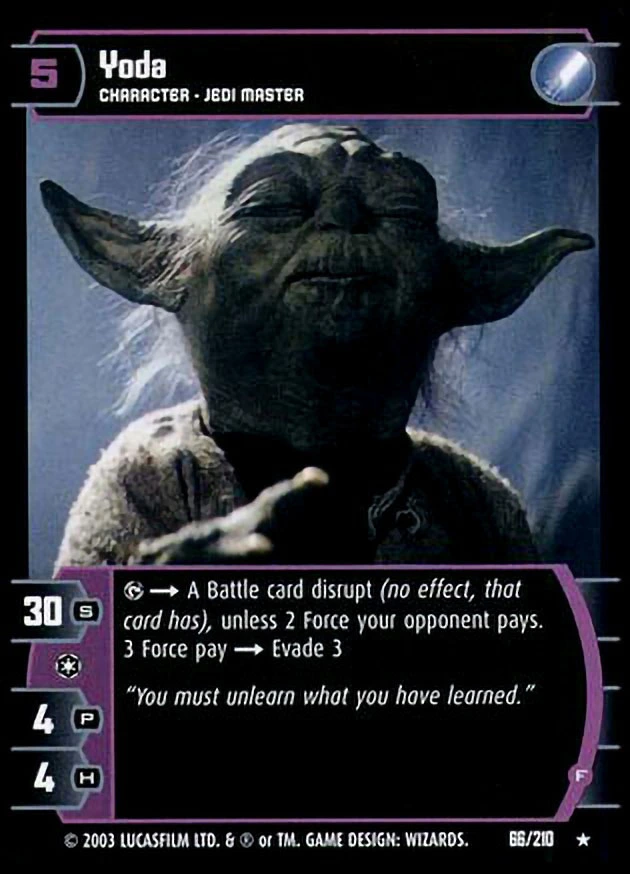 5
Yoda
CHARACTER · JEDI MASTER
→ A Battle card disrupt (no effect, that
card has), unless 2 Force your opponent pays.
3 Force pay → Evade 3
"You must unlearn what you have learned."
30 S
4 P
4 H
F
© 2003 LUCASFILM LTD. & ® or TM. GAME DESIGN: WIZARDS.
66/210 ★